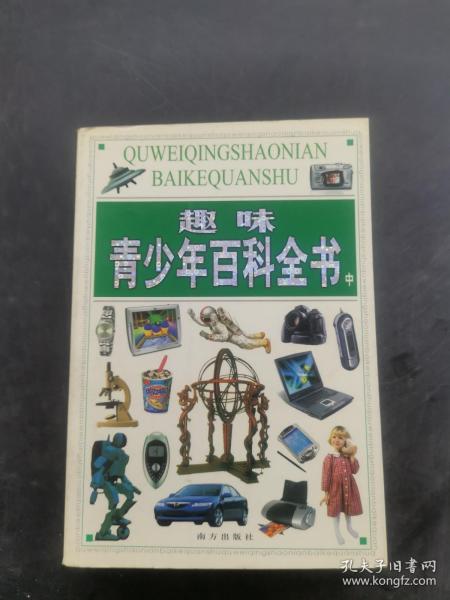 QUWEIQINGSHAONIAN
BAIKEQUANSHU
趣味
青少年百科全书 中
南方出版社
孔夫子旧书网
www.kongfz.com